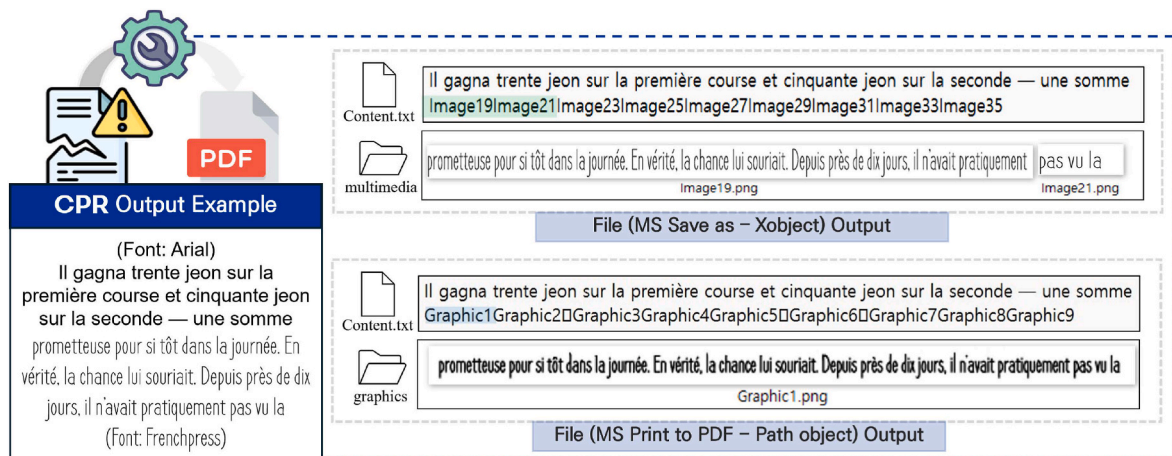 PDF
CPR Output Example
(Font: Arial)
Il gagna trente jeon sur la
première course et cinquante jeon
sur la seconde — une somme
prometteuse pour si tôt dans la journée. En
vérité, la chance lui souriait. Depuis près de dix
jours, il n'avait pratiquement pas vu la
(Font: Frenchpress)
Content.txt
Il gagna trente jeon sur la première course et cinquante jeon sur la seconde — une somme
Image19Image21Image23Image25Image27Image29Image31Image33Image35
multimedia
prometteuse pour si tôt dans la journée. En vérité, la chance lui souriait. Depuis près de dix jours, il n'avait pratiquement
pas vu la
Image19.png
Image21.png
File (MS Save as – Xobject) Output
Content.txt
Il gagna trente jeon sur la première course et cinquante jeon sur la seconde — une somme
Graphic1Graphic2▯Graphic3Graphic4Graphic5▯Graphic6▯Graphic7Graphic8Graphic9
graphics
prometteuse pour si tôt dans la journée. En vérité, la chance lui souriait. Depuis près de dix jours, il n'avait pratiquement pas vu la
Graphic1.png
File (MS Print to PDF – Path object) Output